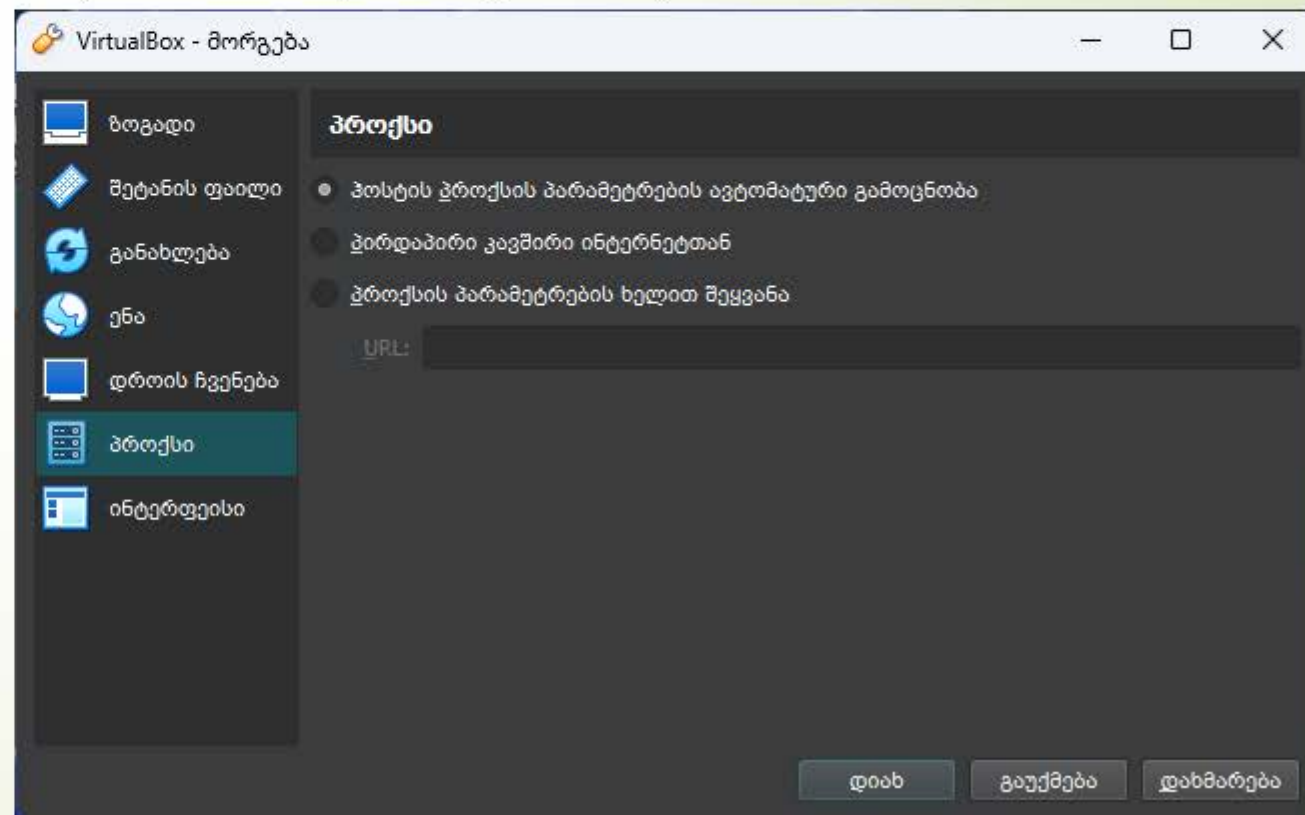 VirtualBox - მორგება
ზოგადი
შეტანის ფაილი
განახლება
ენა
დროის ჩვენება
პროქსი
ინტერფეისი
პროქსი
ჰოსტის პროქსის პარამეტრების ავტომატური გამოცნობა
პირდაპირი კავშირი ინტერნეტთან
პროქსის პარამეტრების ხელით შეყვანა
URL:
დიახ
გაუქმება
დახმარება